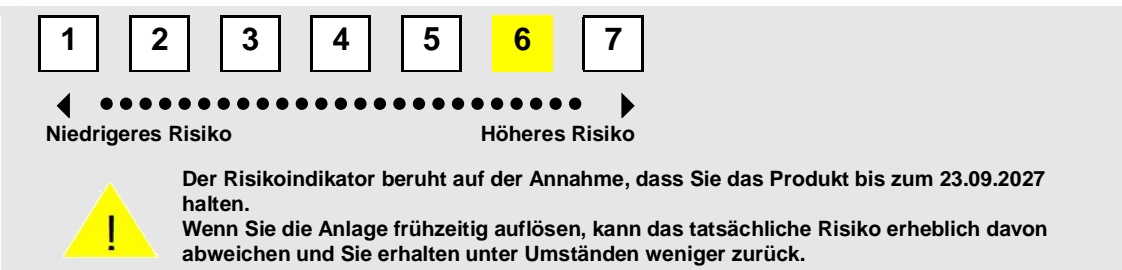 1 2 3 4 5 6 7
Niedrigeres Risiko Höheres Risiko
Der Risikoindikator beruht auf der Annahme, dass Sie das Produkt bis zum 23.09.2027
halten.
Wenn Sie die Anlage frühzeitig auflösen, kann das tatsächliche Risiko erheblich davon
! abweichen und Sie erhalten unter Umständen weniger zurück.